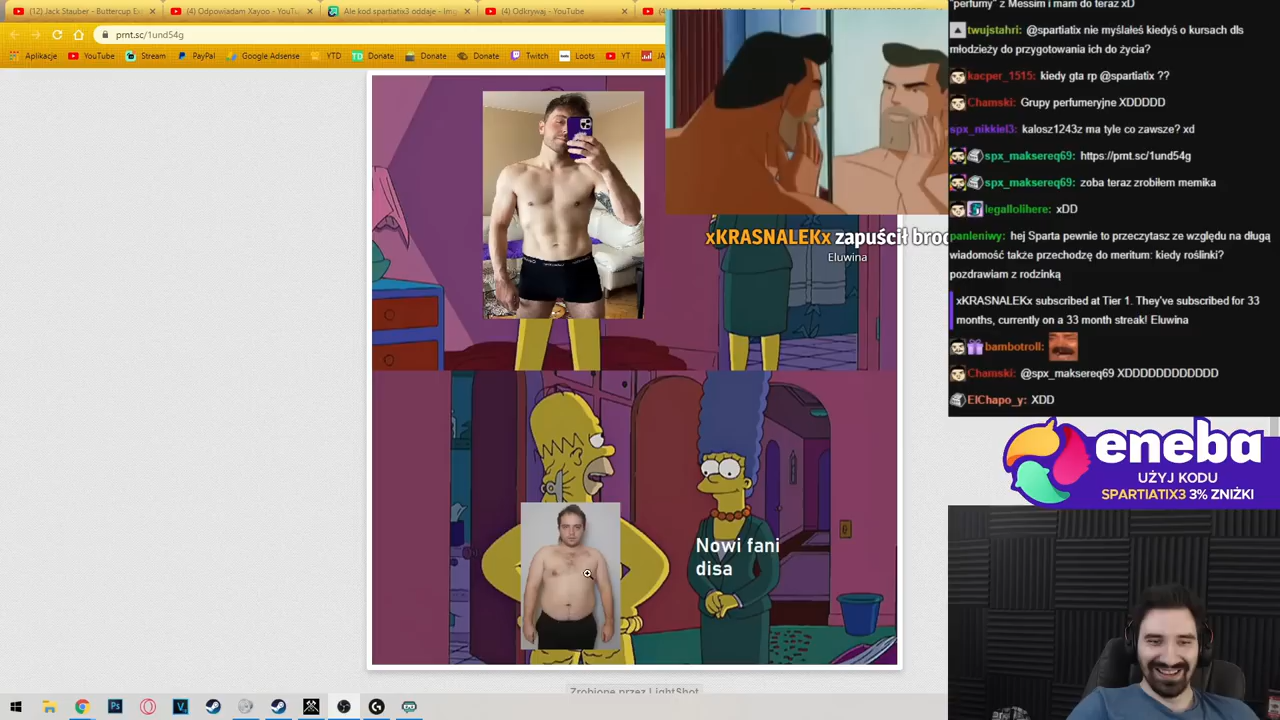 (12) Jack Stauber - Buttercup Ex
(4) Odpowiadam Xayoo - YouTu
Ale kod spartiatix3 oddaje - Imo
(4) Odkrywaj - YouTube
prnt.sc/1und54g
Aplikacje
YouTube
Stream
PayPal
Google Adsense
YTD
Donate
Donate
Donate
Twitch
Loots
YT
xKRASNALEKx zapuścił broc
Eluwina
Nowi fani
disa
Zrobione przez LightShot
"perfumy" z Messim i mam do teraz xD
twujstahri: @spartiatix nie myślałeś kiedyś o kursach dls
młodzieży do przygotowania ich do życia?
kacper_1515: kiedy gta rp @spartiatix ??
Chamski: Grupy perfumeryjne XDDDDD
spx_nikkiel3: kalosz1243z ma tyle co zawsze? xd
spx_maksereq69: https://prnt.sc/1und54g
spx_maksereq69: zoba teraz zrobiłem memika
legallolihere: xDD
panleniwy: hej Sparta pewnie to przeczytasz ze względu na długą
wiadomość także przechodzę do meritum: kiedy roślinki?
pozdrawiam z rodzinką
xKRASNALEKx subscribed at Tier 1. They've subscribed for 33
months, currently on a 33 month streak! Eluwina
bambotroll:
Chamski: @spx_maksereq69 XDDDDDDDDDDDD
ElChapo_y: XDD
eneba
UŻYJ KODU
SPARTIATIX3 3% ZNIŻKI